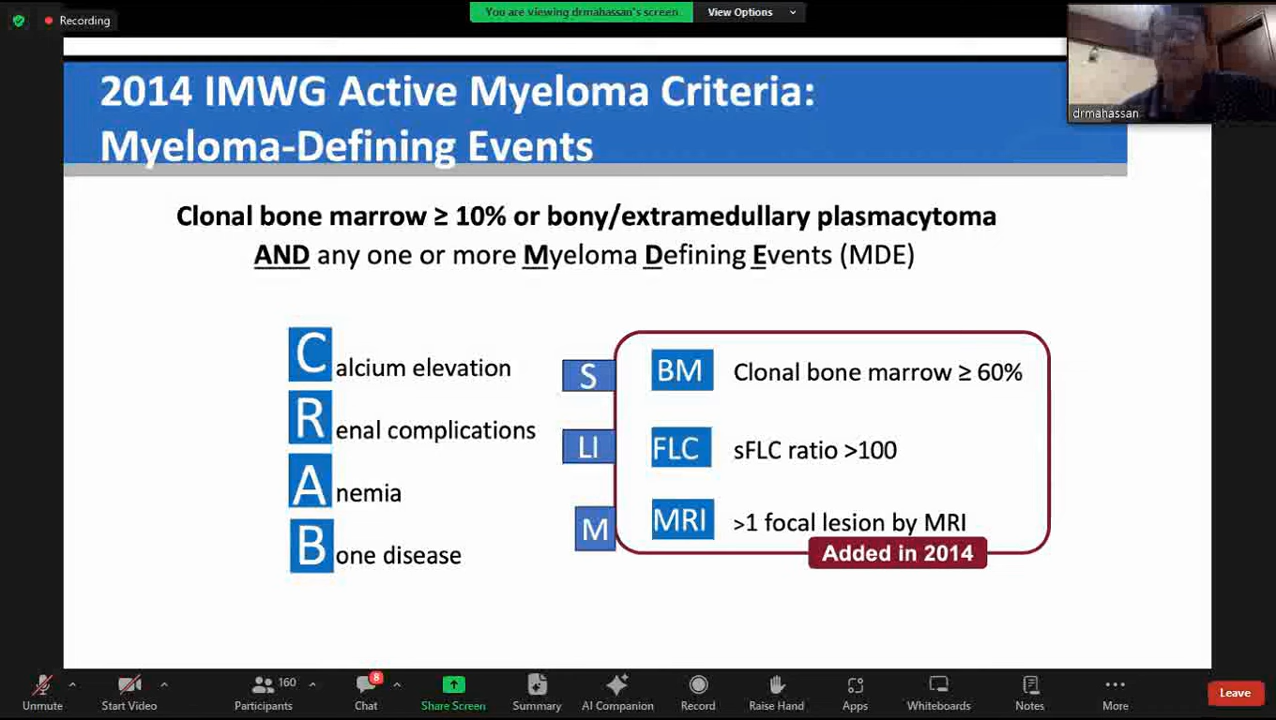 Recording
You are viewing drmahassan's screen
View Options
drmahassan
2014 IMWG Active Myeloma Criteria:
Myeloma-Defining Events
Clonal bone marrow ≥ 10% or bony/extramedullary plasmacytoma
AND any one or more Myeloma Defining Events (MDE)
Calcium elevation
Renal complications
Anemia
Bone disease
S BM Clonal bone marrow ≥ 60%
LI FLC sFLC ratio >100
M MRI >1 focal lesion by MRI
Added in 2014
8
160
Unmute Start Video Participants Chat Share Screen Summary AI Companion Record Raise Hand Apps Whiteboards Notes More Leave